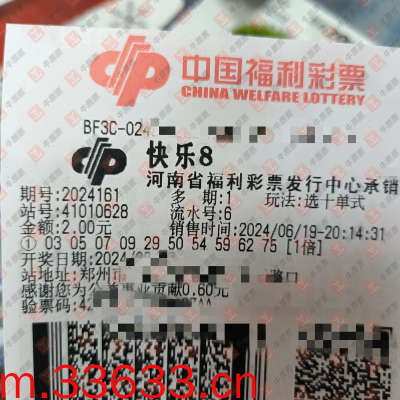 中国福利彩票
CHINA WELFARE LOTTERY
BF3C-024
快乐8
河南省福利彩票发行中心承销
期号:2024161 多期:1 玩法:选十单式
站号:41010628 流水号:6
金额:2.00元 销售时间:2024/06/19-20:14:31
① 03 05 07 09 29 50 54 59 62 75 [1倍]
开奖日期:2024/
站地址:郑州市 路口
感谢您为公益事业贡献0.60元
验票码:42
m.33633.cn